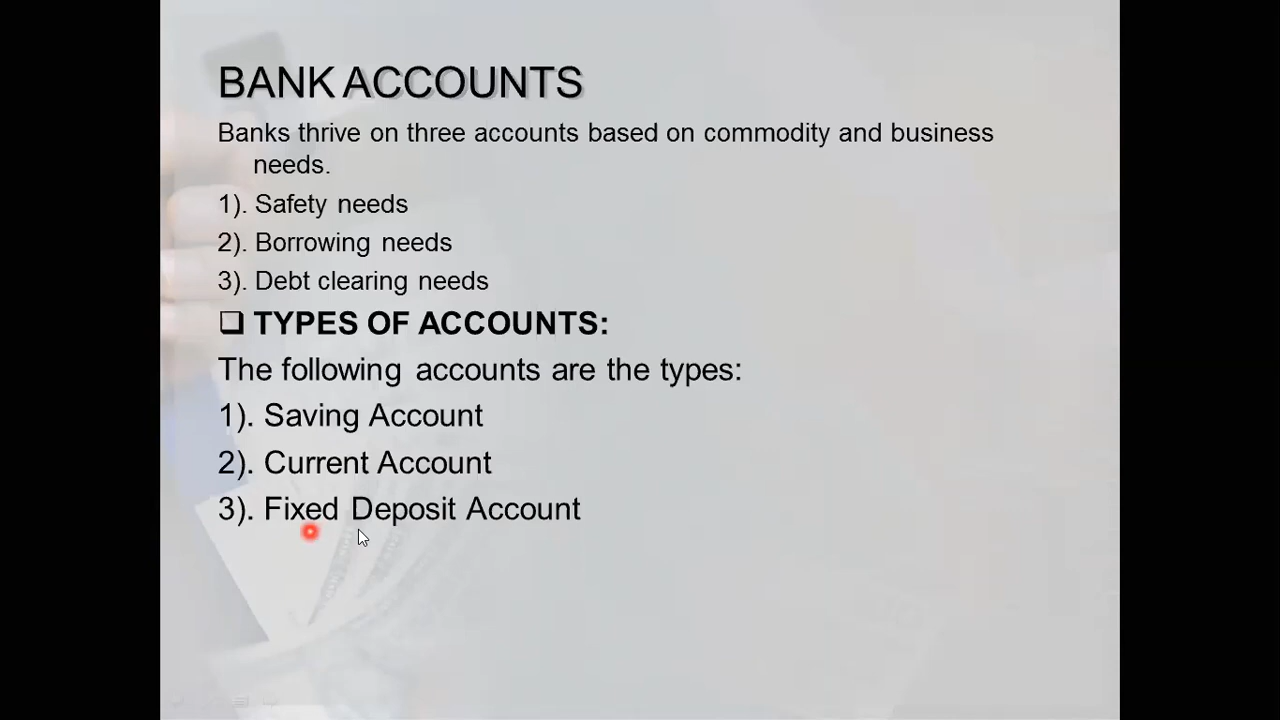 BANK ACCOUNTS
Banks thrive on three accounts based on commodity and business
needs.
1). Safety needs
2). Borrowing needs
3). Debt clearing needs
❑ TYPES OF ACCOUNTS:
The following accounts are the types:
1). Saving Account
2). Current Account
3). Fixed Deposit Account